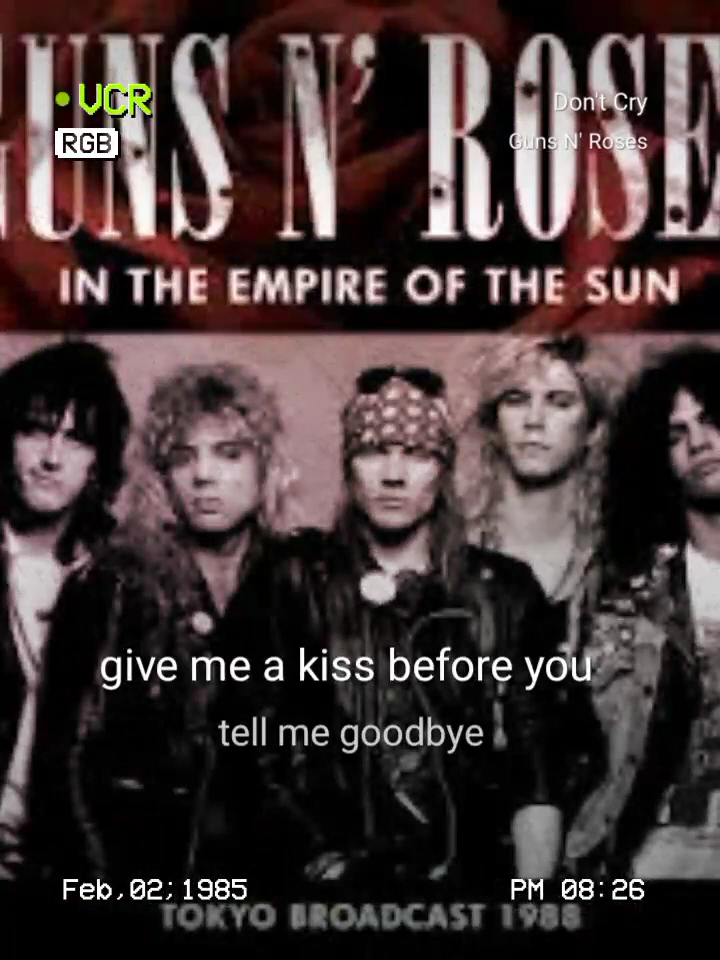 GUNS N' ROSE
• VCR
Don't Cry
RGB
Guns N' Roses
IN THE EMPIRE OF THE SUN
give me a kiss before you
tell me goodbye
Feb,02;1985
PM 08:26
TOKYO BROADCAST 1988